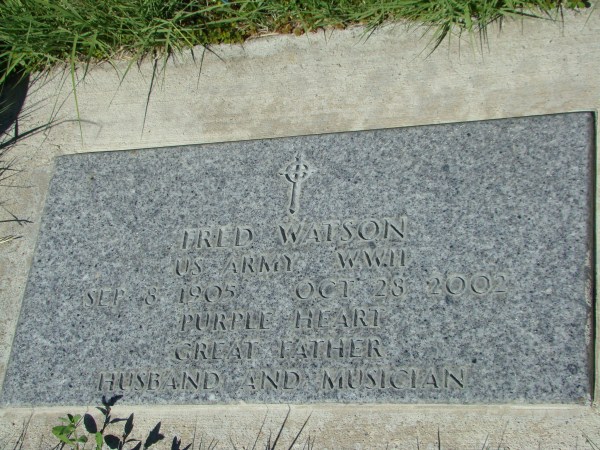 FRED WATSON
US ARMY WWII
SEP 8 1905 OCT 28 2002
PURPLE HEART
GREAT FATHER
HUSBAND AND MUSICIAN